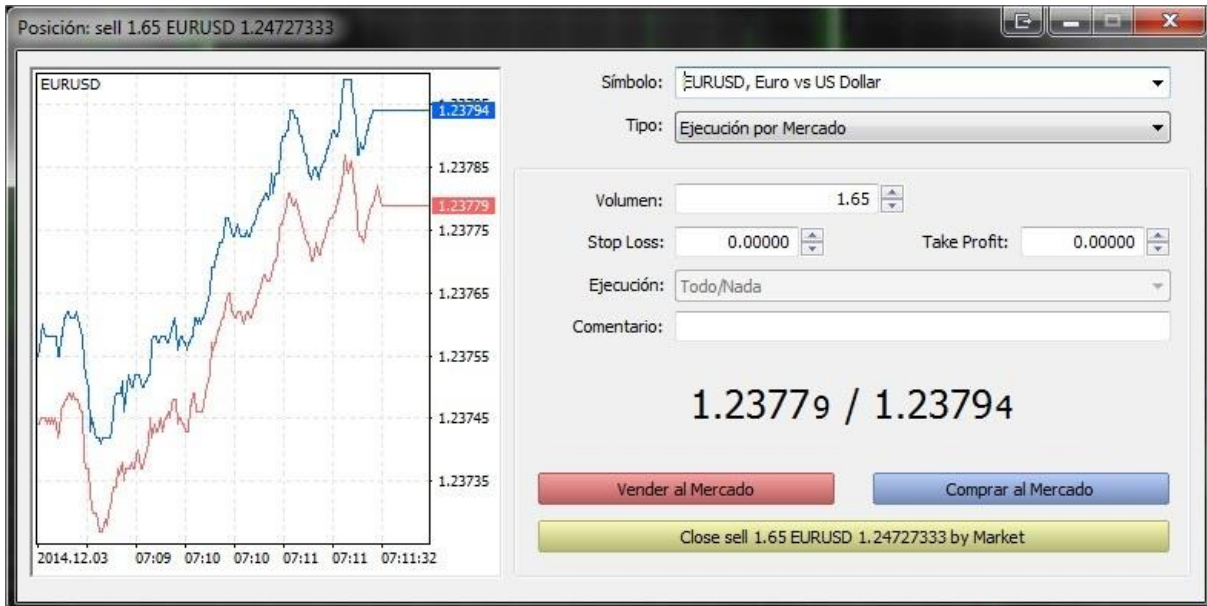 Posición: sell 1.65 EURUSD 1.24727333
EURUSD
1.23794
1.23785
1.23779
1.23775
1.23765
1.23755
1.23745
1.23735
2014.12.03 07:09 07:10 07:10 07:11 07:11 07:11:32
Símbolo: EURUSD, Euro vs US Dollar
Tipo: Ejecución por Mercado
Volumen: 1.65
Stop Loss: 0.00000 Take Profit: 0.00000
Ejecución: Todo/Nada
Comentario:
1.23779 / 1.23794
Vender al Mercado Comprar al Mercado
Close sell 1.65 EURUSD 1.24727333 by Market